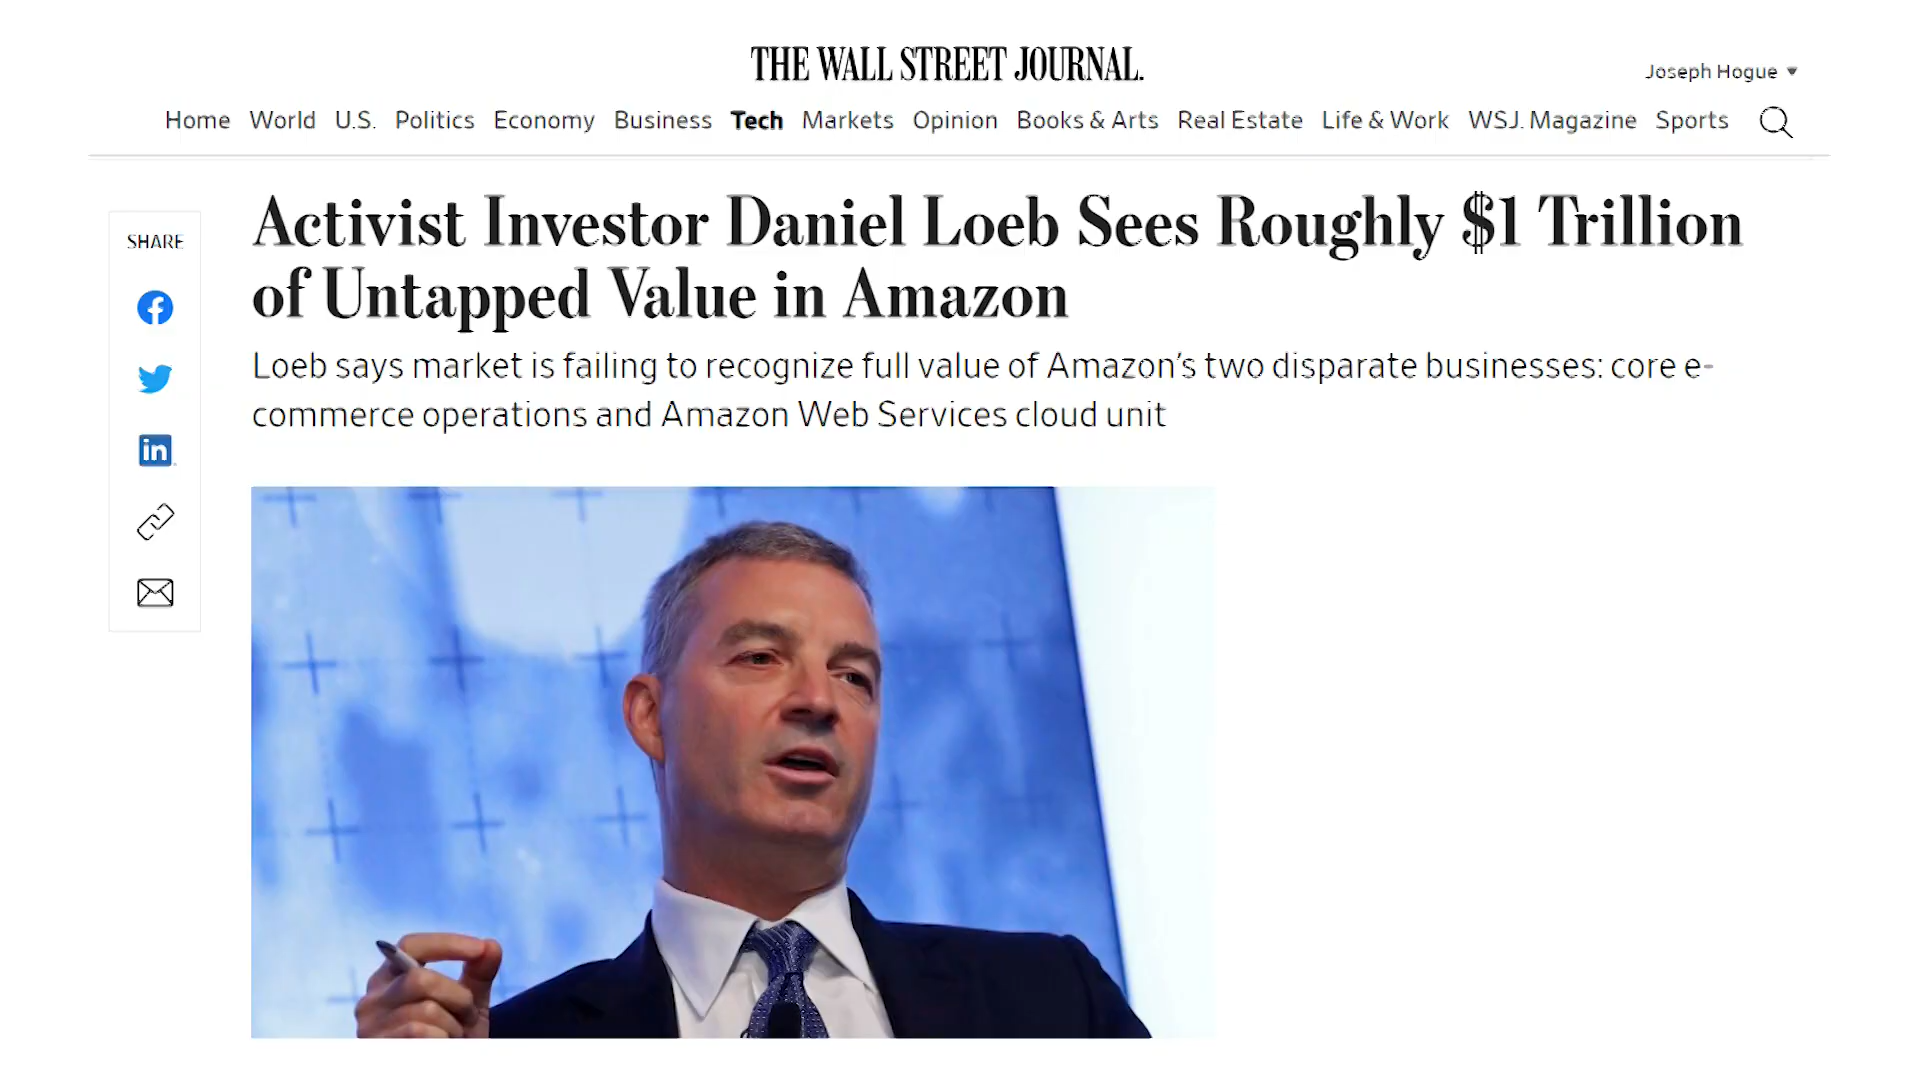 THE WALL STREET JOURNAL.
Joseph Hogue
Home World U.S. Politics Economy Business Tech Markets Opinion Books & Arts Real Estate Life & Work WSJ. Magazine Sports
SHARE
Activist Investor Daniel Loeb Sees Roughly $1 Trillion
of Untapped Value in Amazon
Loeb says market is failing to recognize full value of Amazon’s two disparate businesses: core e-
commerce operations and Amazon Web Services cloud unit
in